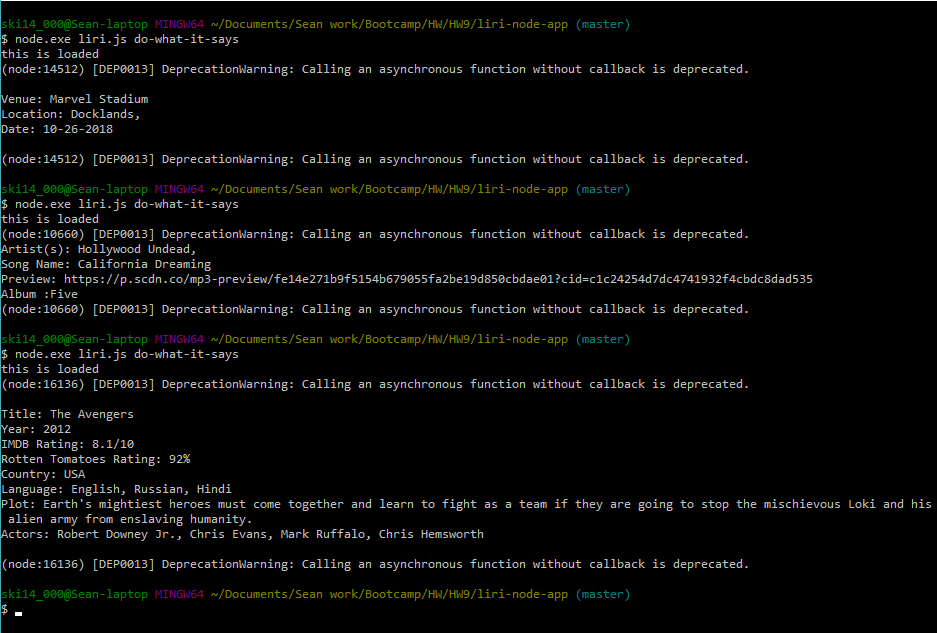 ski14_000@Sean-laptop MINGW64 ~/Documents/Sean work/Bootcamp/HW/HW9/liri-node-app (master)
$ node.exe liri.js do-what-it-says
this is loaded
(node:14512) [DEP0013] DeprecationWarning: Calling an asynchronous function without callback is deprecated.
Venue: Marvel Stadium
Location: Docklands,
Date: 10-26-2018
(node:14512) [DEP0013] DeprecationWarning: Calling an asynchronous function without callback is deprecated.
ski14_000@Sean-laptop MINGW64 ~/Documents/Sean work/Bootcamp/HW/HW9/liri-node-app (master)
$ node.exe liri.js do-what-it-says
this is loaded
(node:10660) [DEP0013] DeprecationWarning: Calling an asynchronous function without callback is deprecated.
Artist(s): Hollywood Undead,
Song Name: California Dreaming
Preview: https://p.scdn.co/mp3-preview/fe14e271b9f5154b679055fa2be19d850cbdae01?cid=c1c24254d7dc4741932f4cbdc8dad535
Album :Five
(node:10660) [DEP0013] DeprecationWarning: Calling an asynchronous function without callback is deprecated.
ski14_000@Sean-laptop MINGW64 ~/Documents/Sean work/Bootcamp/HW/HW9/liri-node-app (master)
$ node.exe liri.js do-what-it-says
this is loaded
(node:16136) [DEP0013] DeprecationWarning: Calling an asynchronous function without callback is deprecated.
Title: The Avengers
Year: 2012
IMDB Rating: 8.1/10
Rotten Tomatoes Rating: 92%
Country: USA
Language: English, Russian, Hindi
Plot: Earth's mightiest heroes must come together and learn to fight as a team if they are going to stop the mischievous Loki and his
alien army from enslaving humanity.
Actors: Robert Downey Jr., Chris Evans, Mark Ruffalo, Chris Hemsworth
(node:16136) [DEP0013] DeprecationWarning: Calling an asynchronous function without callback is deprecated.
ski14_000@Sean-laptop MINGW64 ~/Documents/Sean work/Bootcamp/HW/HW9/liri-node-app (master)
$